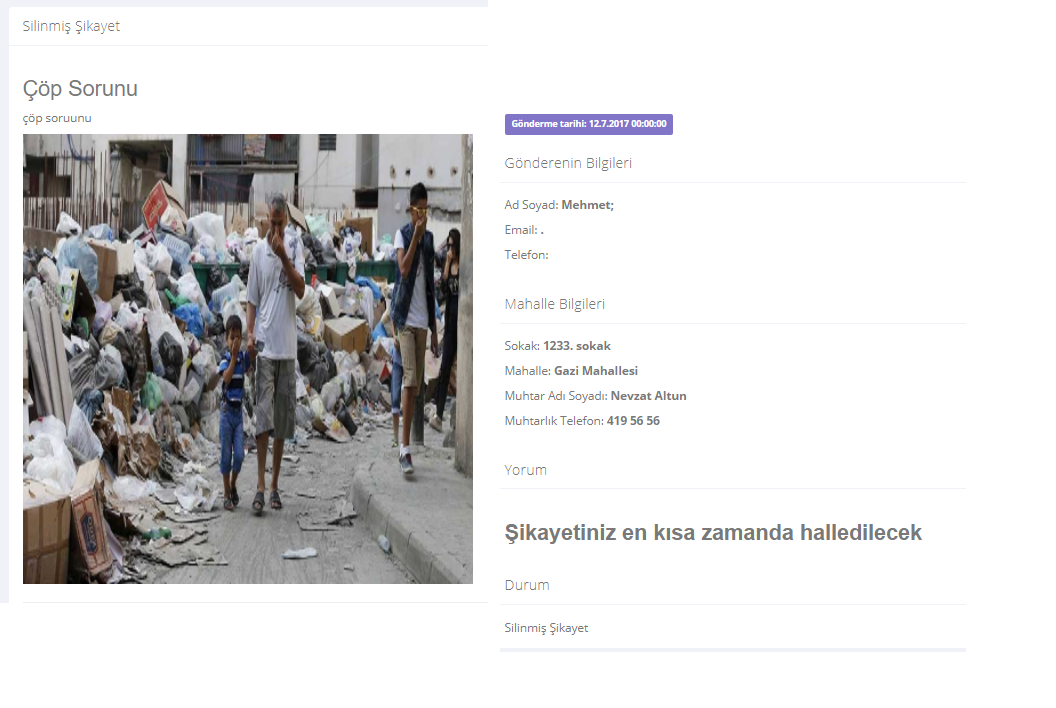 Silinmiş Şikayet
Çöp Sorunu
çöp soruunu
Gönderme tarihi: 12.7.2017 00:00:00
Gönderenin Bilgileri
Ad Soyad: Mehmet;
Email: .
Telefon:
Mahalle Bilgileri
Sokak: 1233. sokak
Mahalle: Gazi Mahallesi
Muhtar Adı Soyadı: Nevzat Altun
Muhtarlık Telefon: 419 56 56
Yorum
Şikayetiniz en kısa zamanda halledilecek
Durum
Silinmiş Şikayet